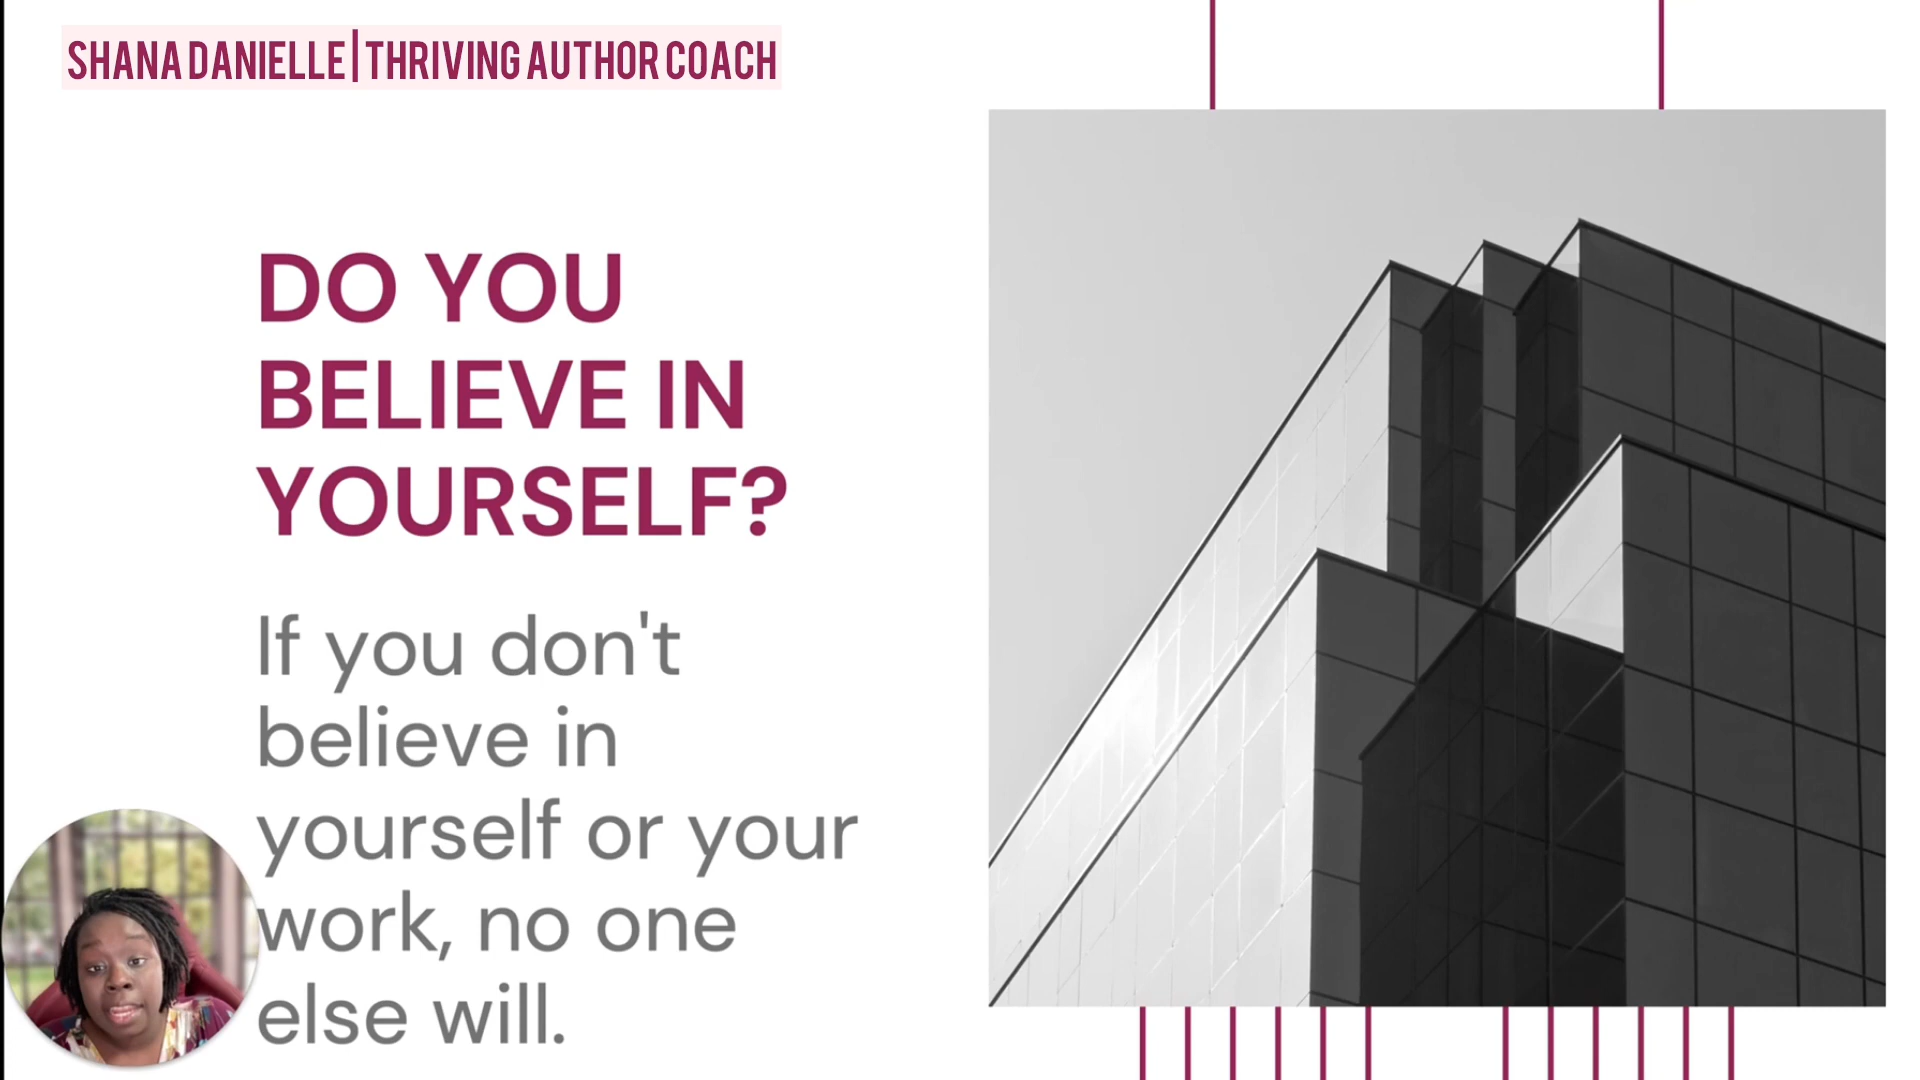 SHANA DANIELLE|THRIVING AUTHOR COACH
DO YOU
BELIEVE IN
YOURSELF?
If you don't
believe in
yourself or your
work, no one
else will.